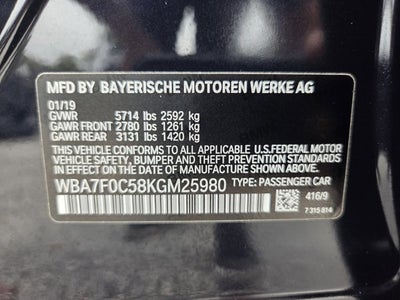 MFD BY BAYERISCHE MOTOREN WERKE AG
01/19
GVWR 5714 lbs 2592 kg
GAWR FRONT 2780 lbs 1261 kg
GAWR REAR 3131 lbs 1420 kg
THIS VEHICLE CONFORMS TO ALL APPLICABLE U.S. FEDERAL MOTOR
VEHICLE SAFETY, BUMPER, AND THEFT PREVENTION STANDARDS IN
EFFECT ON THE DATE OF MANUFACTURE SHOWN ABOVE.
WBA7F0C58KGM25980 TYPE: PASSENGER CAR
416/9
7 315 814